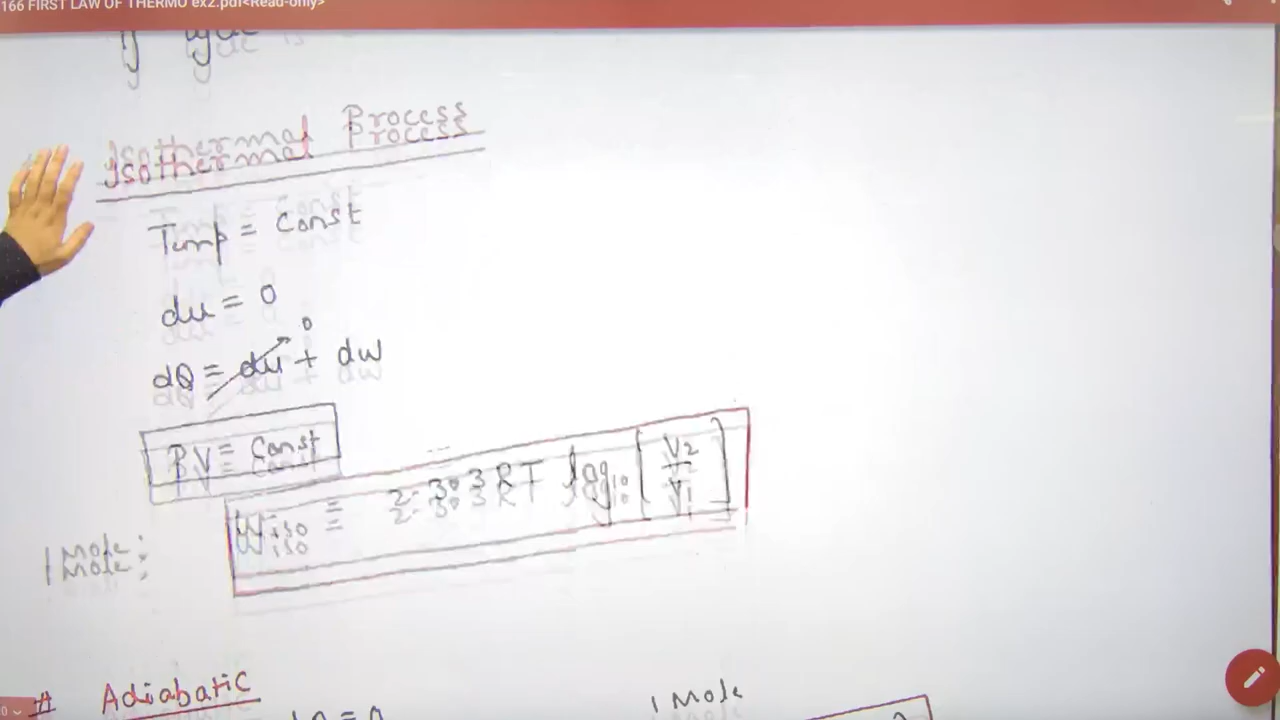 166 FIRST LAW OF THERMO ex2.pdf<Read-only>
Isothermal Process
Temp = Const
du = 0
dQ = du + dw
0
PV = Const
1 Mole: Wiso = 2.303 RT log10 [V2/V1]
# Adiabatic
1 Mole